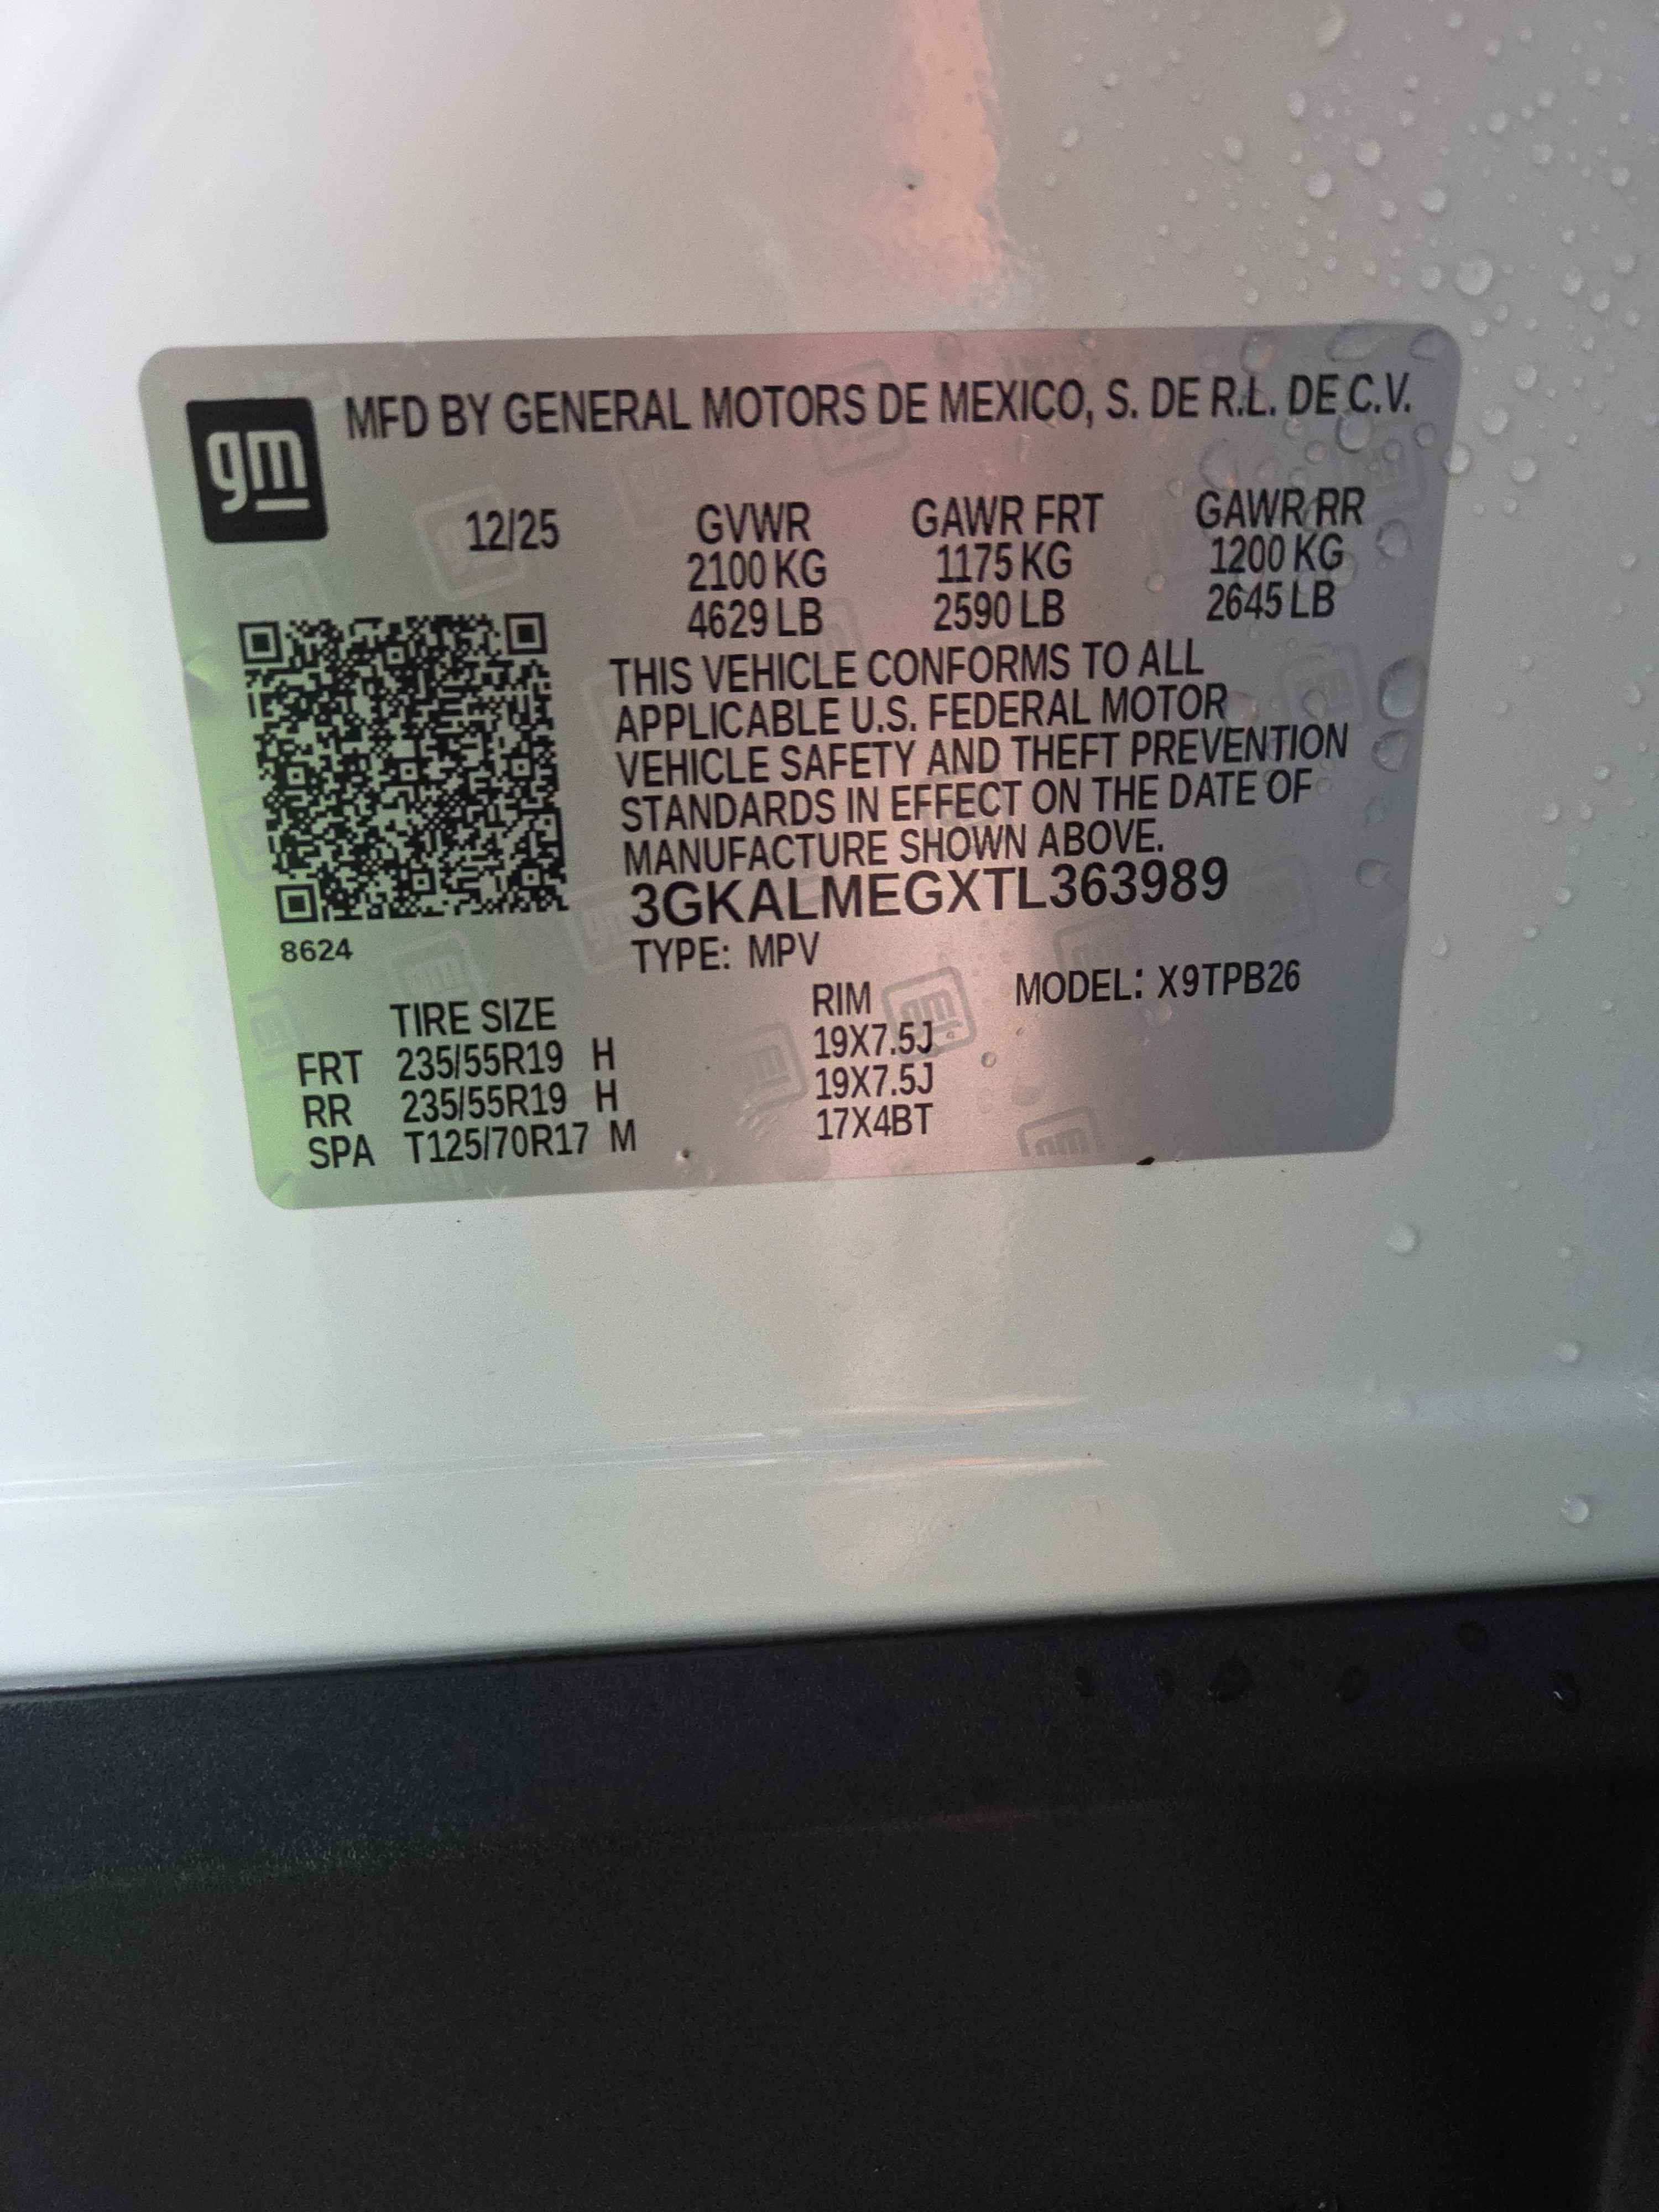 gm
MFD BY GENERAL MOTORS DE MEXICO, S. DE R.L. DE C.V.
12/25 GVWR GAWR FRT GAWR RR
2100 KG 1175 KG 1200 KG
4629 LB 2590 LB 2645 LB
THIS VEHICLE CONFORMS TO ALL
APPLICABLE U.S. FEDERAL MOTOR
VEHICLE SAFETY AND THEFT PREVENTION
STANDARDS IN EFFECT ON THE DATE OF
MANUFACTURE SHOWN ABOVE.
3GKALMEGXTL363989
8624
TYPE: MPV
MODEL: X9TPB26
TIRE SIZE RIM
FRT 235/55R19 H 19X7.5J
RR 235/55R19 H 19X7.5J
SPA T125/70R17 M 17X4BT